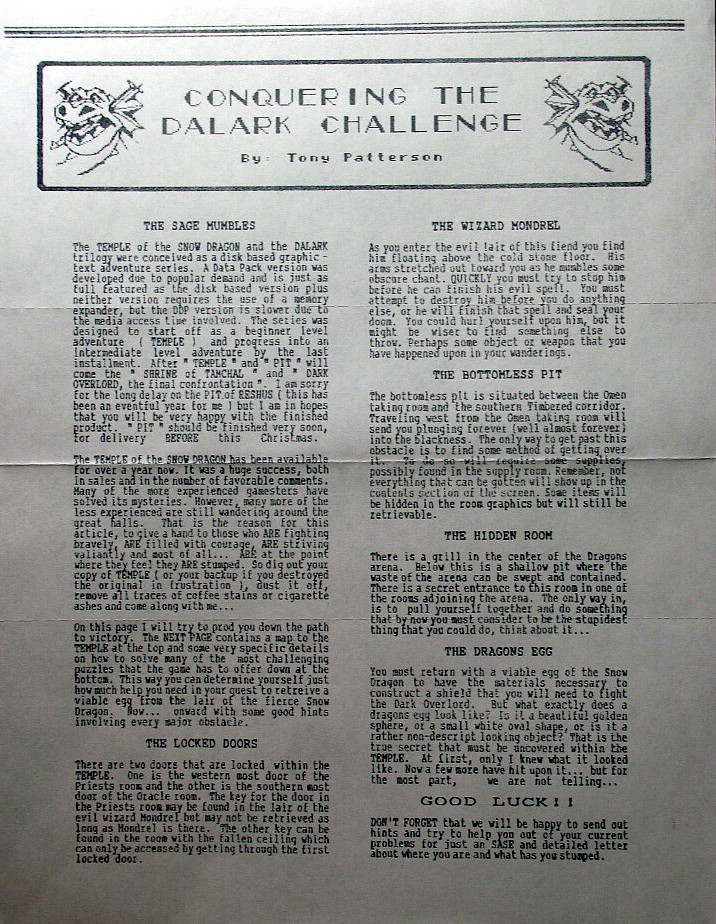 CONQUERING THE
DALARK CHALLENGE
By: Tony Patterson
THE SAGE MUMBLES
The TEMPLE of the SNOW DRAGON and the DALARK
trilogy were conceived as a disk based graphic -
text adventure series. A Data Pack version was
developed due to popular demand and is just as
full featured as the disk based version plus
neither version requires the use of a memory
expander, but the DDP version is slower due to
the media access time involved. The series was
designed to start off as a beginner level
adventure ( TEMPLE ) and progress into an
intermediate level adventure by the last
installment. After " TEMPLE " and " PIT " will
come the " SHRINE of TAMCHAL " and " DARK
OVERLORD, the final confrontation ". I am sorry
for the long delay on the PIT of RESHUS ( this has
been an eventful year for me ) but I am in hopes
that you will be very happy with the finished
product. " PIT " should be finished very soon,
for delivery BEFORE this Christmas.
The TEMPLE of the SNOW DRAGON has been available
for over a year now. It was a huge success, both
in sales and in the number of favorable comments.
Many of the more experienced gamesters have
solved its mysteries. However, many more of the
less experienced are still wandering around the
great halls. That is the reason for this
article, to give a hand to those who ARE fighting
bravely, ARE filled with courage, ARE striving
valiantly and most of all... ARE at the point
where they feel they ARE stumped. So dig out your
copy of TEMPLE ( or your backup if you destroyed
the original in frustration ), dust it off,
remove all traces of coffee stains or cigarette
ashes and come along with me...
On this page I will try to prod you down the path
to victory. The NEXT PAGE contains a map to the
TEMPLE at the top and some very specific details
on how to solve many of the most challenging
puzzles that the game has to offer down at the
bottom. This way you can determine yourself just
how much help you need in your quest to retreive a
viable egg from the lair of the fierce Snow
Dragon. Now... onward with some good hints
involving every major obstacle.
THE LOCKED DOORS
There are two doors that are locked within the
TEMPLE. One is the western most door of the
Priests room and the other is the southern most
door of the Oracle room. The key for the door in
the Priests room may be found in the lair of the
evil wizard Mondrel but may not be retrieved as
long as Mondrel is there. The other key can be
found in the room with the fallen ceiling which
can only be accessed by getting through the first
locked door.
THE WIZARD MONDREL
As you enter the evil lair of this fiend you find
him floating above the cold stone floor. His
arms stretched out toward you as he mumbles some
obscure chant. QUICKLY you must try to stop him
before he can finish his evil spell. You must
attempt to destroy him before you do anything
else, or he will finish that spell and seal your
doom. You could hurl yourself upon him, but it
might be wiser to find something else to
throw. Perhaps some object or weapon that you
have happened upon in your wanderings.
THE BOTTOMLESS PIT
The bottomless pit is situated between the Omen
taking room and the southern Timbered corridor.
Traveling west from the Omen taking room will
send you plunging forever (well almost forever)
into the blackness. The only way to get past this
obstacle is to find some method of getting over
it. To do so will require some supplies,
possibly found in the supply room. Remember, not
everything that can be gotten will show up in the
contents section of the screen. Some items will
be hidden in the room graphics but will still be
retrievable.
THE HIDDEN ROOM
There is a grill in the center of the Dragons
arena. Below this is a shallow pit where the
waste of the arena can be swept and contained.
There is a secret entrance to this room in one of
the rooms adjoining the arena. The only way in,
is to pull yourself together and do something
that by now you must consider to be the stupidest
thing that you could do, think about it...
THE DRAGONS EGG
You must return with a viable egg of the Snow
Dragon to have the materials necessary to
construct a shield that you will need to fight
the Dark Overlord. But what exactly does a
dragons egg look like? Is it a beautiful golden
sphere, or a small white oval shape, or is it a
rather non-descript looking object? That is the
true secret that must be uncovered within the
TEMPLE. At first, only I knew what it looked
like. Now a few more have hit upon it... but for
the most part, we are not telling...
GOOD LUCK!!
DON'T FORGET that we will be happy to send out
hints and try to help you out of your current
problems for just an SASE and detailed letter
about where you are and what has you stumped.